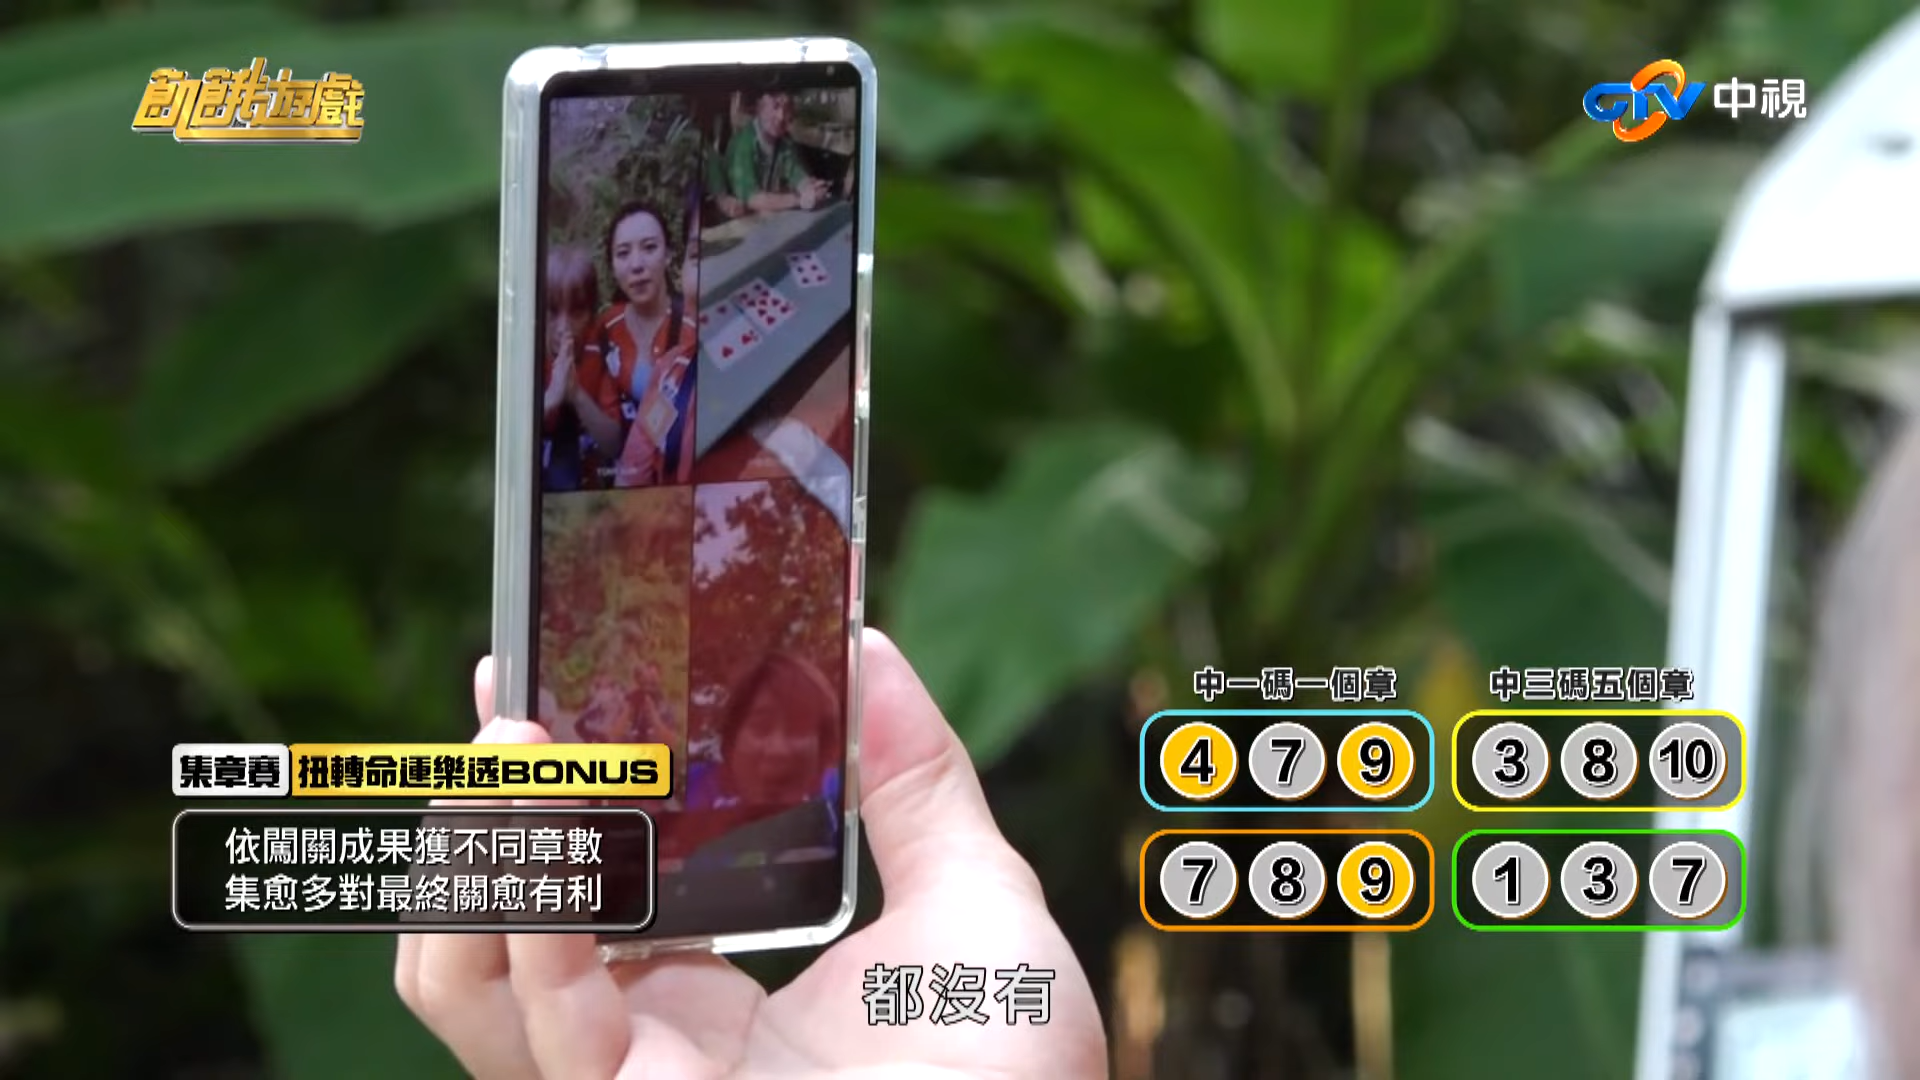 飢餓遊戲
CTV 中視
中一碼一個章
中三碼五個章
4 7 9
3 8 10
7 8 9
1 3 7
集章賽 扭轉命運樂透BONUS
依闖關成果獲不同章數
集愈多對最終關愈有利
都沒有